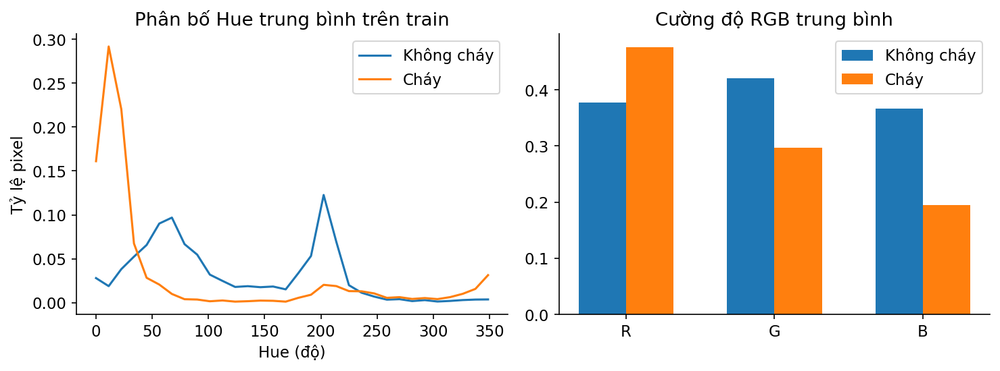 Phân bố Hue trung bình trên train
Tỷ lệ pixel
0.30
0.25
0.20
0.15
0.10
0.05
0.00
Không cháy
Cháy
0 50 100 150 200 250 300 350
Hue (độ)
Cường độ RGB trung bình
0.4
0.3
0.2
0.1
0.0
Không cháy
Cháy
R G B